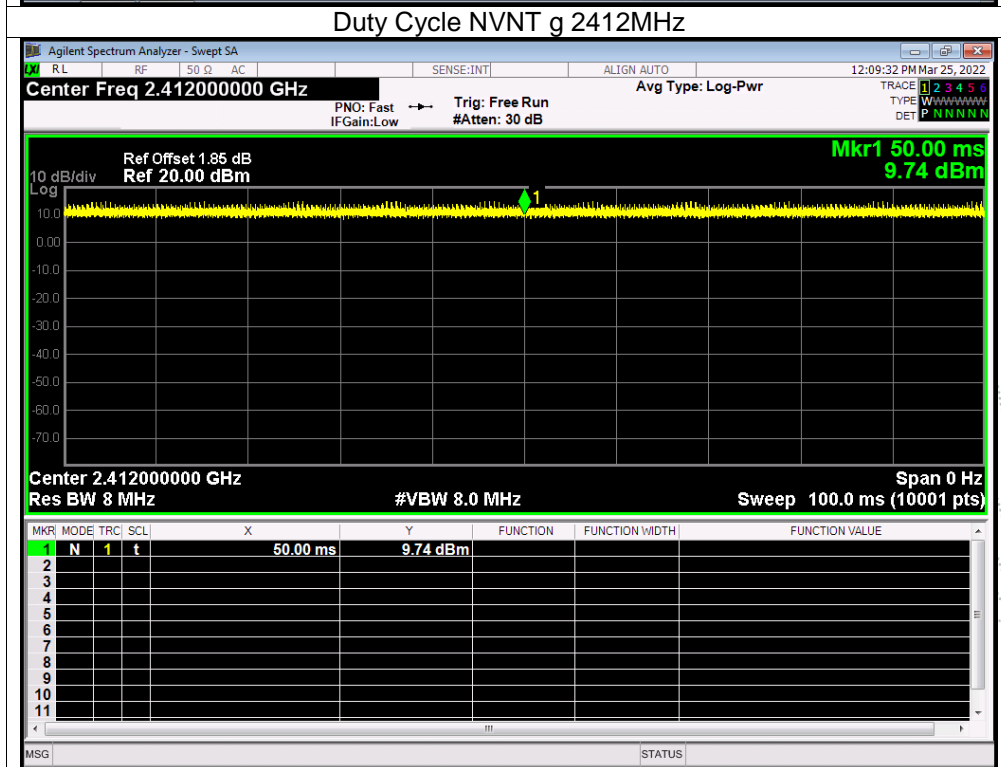 Duty Cycle NVNT g 2412MHz
Agilent Spectrum Analyzer - Swept SA
LXI RL RF 50 Ω AC SENSE:INT ALIGN AUTO 12:09:32 PM Mar 25, 2022
Center Freq 2.412000000 GHz Avg Type: Log-Pwr TRACE 1 2 3 4 5 6
PNO: Fast Trig: Free Run TYPE WWWWWW
IFGain:Low #Atten: 30 dB DET P N N N N N
Mkr1 50.00 ms
Ref Offset 1.85 dB
10 dB/div Ref 20.00 dBm 9.74 dBm
Log
1
10.0
0.00
-10.0
-20.0
-30.0
-40.0
-50.0
-60.0
-70.0
Center 2.412000000 GHz Span 0 Hz
Res BW 8 MHz #VBW 8.0 MHz Sweep 100.0 ms (10001 pts)
MKR MODE TRC SCL X Y FUNCTION FUNCTION WIDTH FUNCTION VALUE
1 N 1 t 50.00 ms 9.74 dBm
2
3
4
5
6
7
8
9
10
11
MSG STATUS